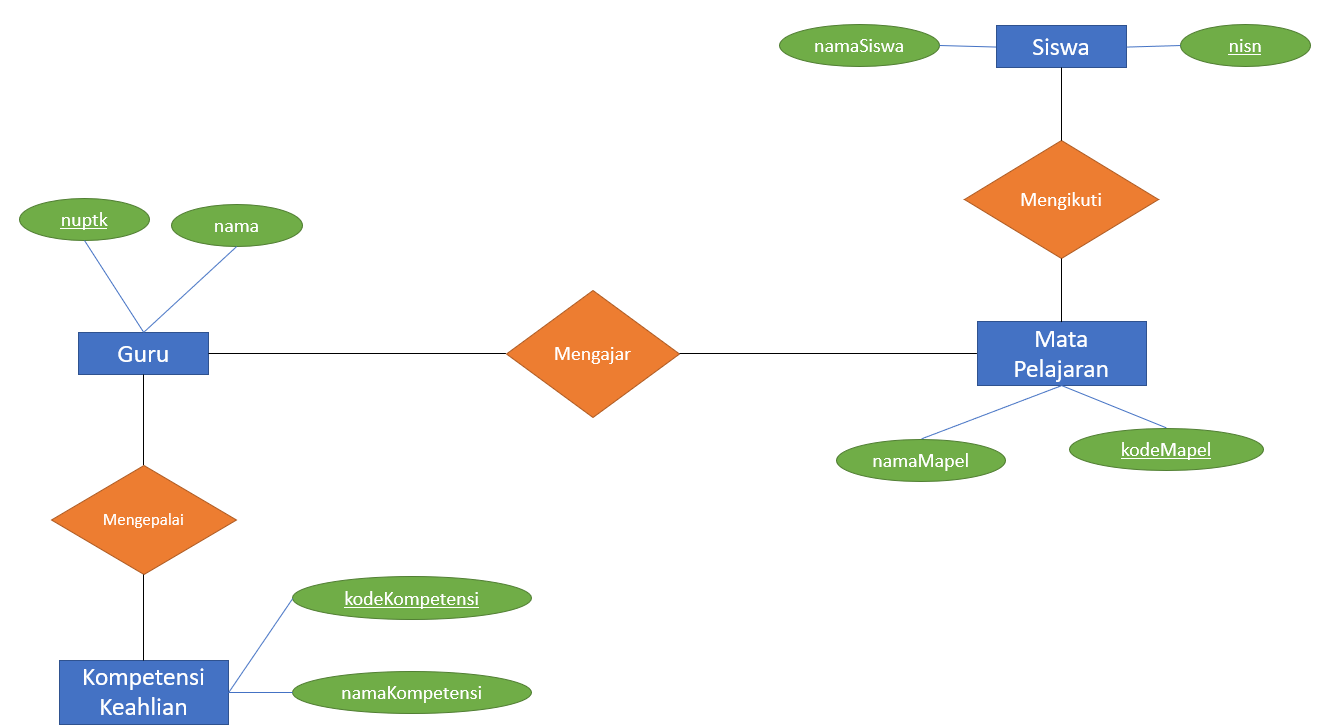 namaSiswa
Siswa
nisn
Mengikuti
nuptk
nama
Guru
Mengajar
Mata
Pelajaran
namaMapel
kodeMapel
Mengepalai
kodeKompetensi
Kompetensi
Keahlian
namaKompetensi